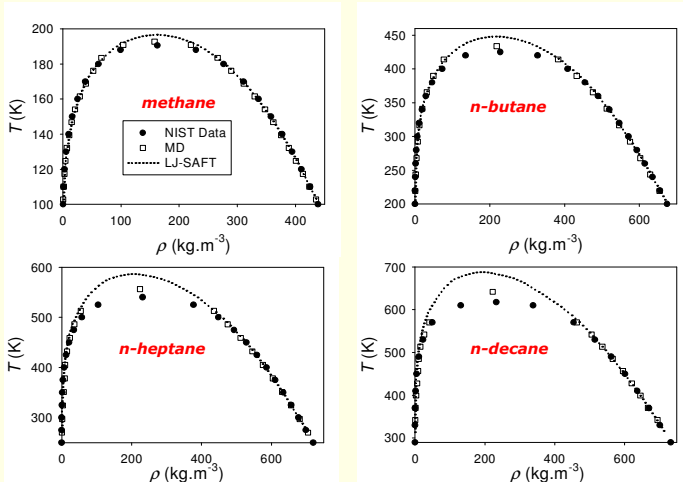 200
180
160
140
120
100
T (K)
methane
NIST Data
MD
LJ-SAFT
0 100 200 300 400
ρ (kg.m⁻³)
450
400
350
300
250
200
T (K)
n-butane
0 200 400 600
ρ (kg.m⁻³)
600
500
400
300
T (K)
n-heptane
0 200 400 600
ρ (kg.m⁻³)
700
600
500
400
300
T (K)
n-decane
0 200 400 600
ρ (kg.m⁻³)